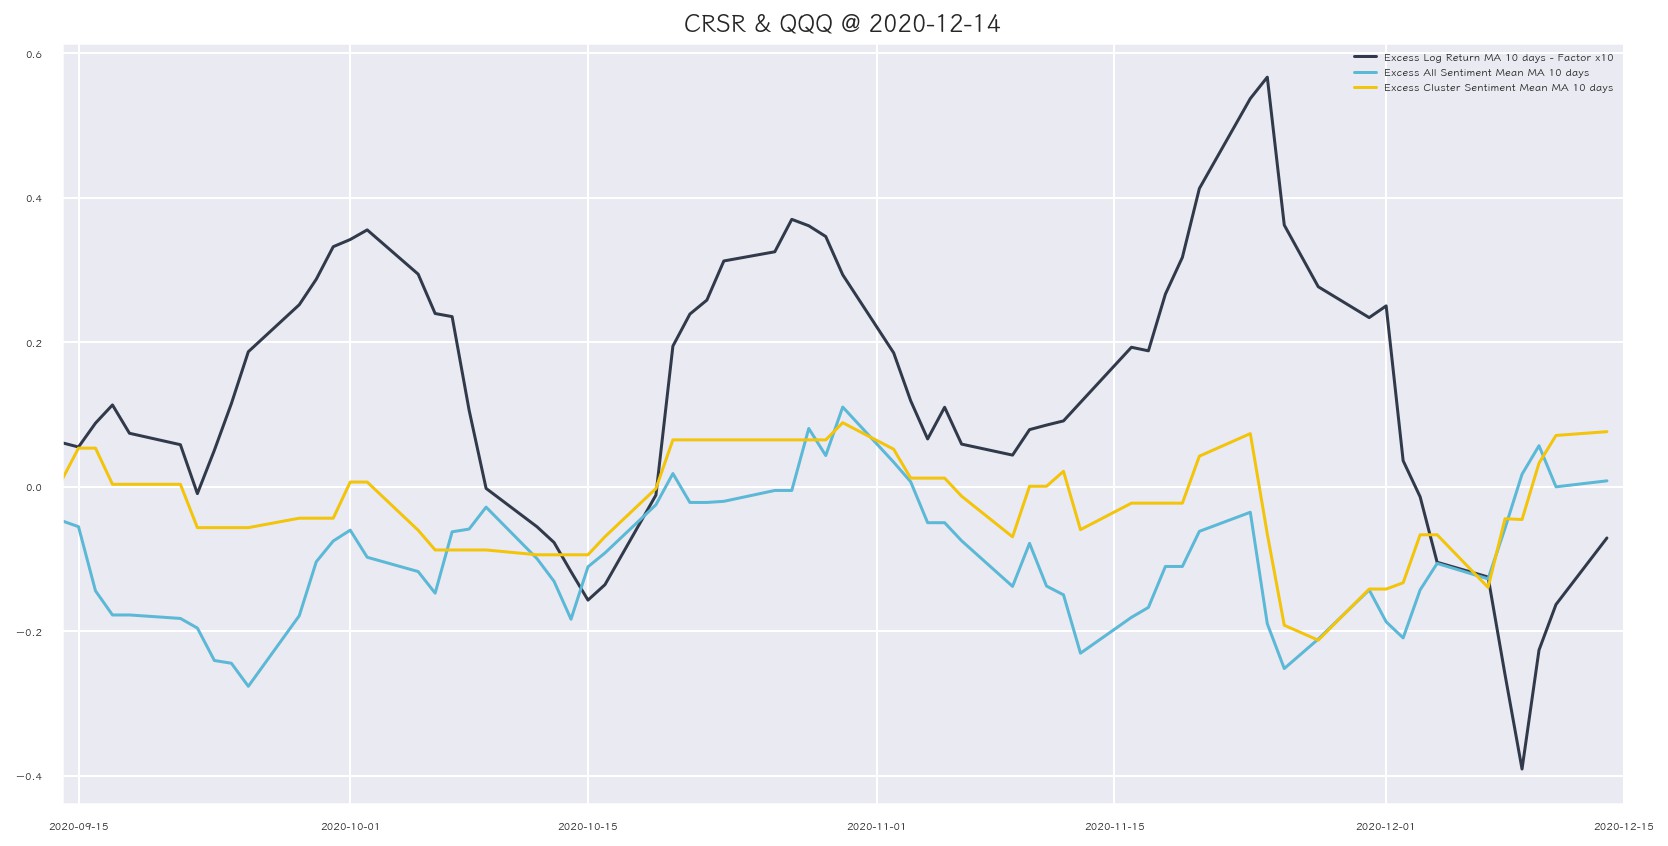 CRSR & QQQ @ 2020-12-14
Excess Log Return MA 10 days - Factor x10
Excess All Sentiment Mean MA 10 days
Excess Cluster Sentiment Mean MA 10 days
0.6
0.4
0.2
0.0
−0.2
−0.4
2020-09-15 2020-10-01 2020-10-15 2020-11-01 2020-11-15 2020-12-01 2020-12-15